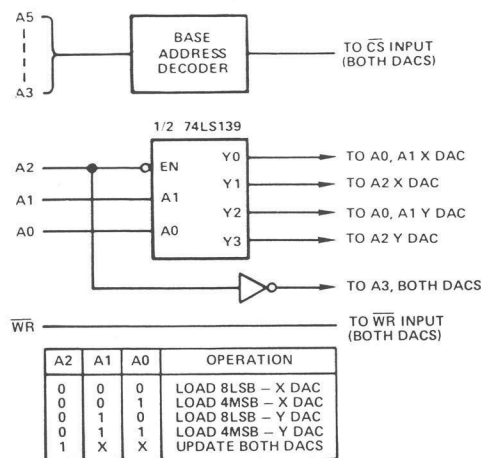 A5
BASE
ADDRESS
DECODER
TO C̅S̅ INPUT
(BOTH DACS)
A3
1/2 74LS139
A2
EN
Y0
TO A0, A1 X DAC
Y1
TO A2 X DAC
A1
A1
Y2
TO A0, A1 Y DAC
A0
A0
Y3
TO A2 Y DAC
TO A3, BOTH DACS
W̅R̅
TO W̅R̅ INPUT
(BOTH DACS)
A2 A1 A0 OPERATION
0 0 0 LOAD 8LSB – X DAC
0 0 1 LOAD 4MSB – X DAC
0 1 0 LOAD 8LSB – Y DAC
0 1 1 LOAD 4MSB – Y DAC
1 X X UPDATE BOTH DACS